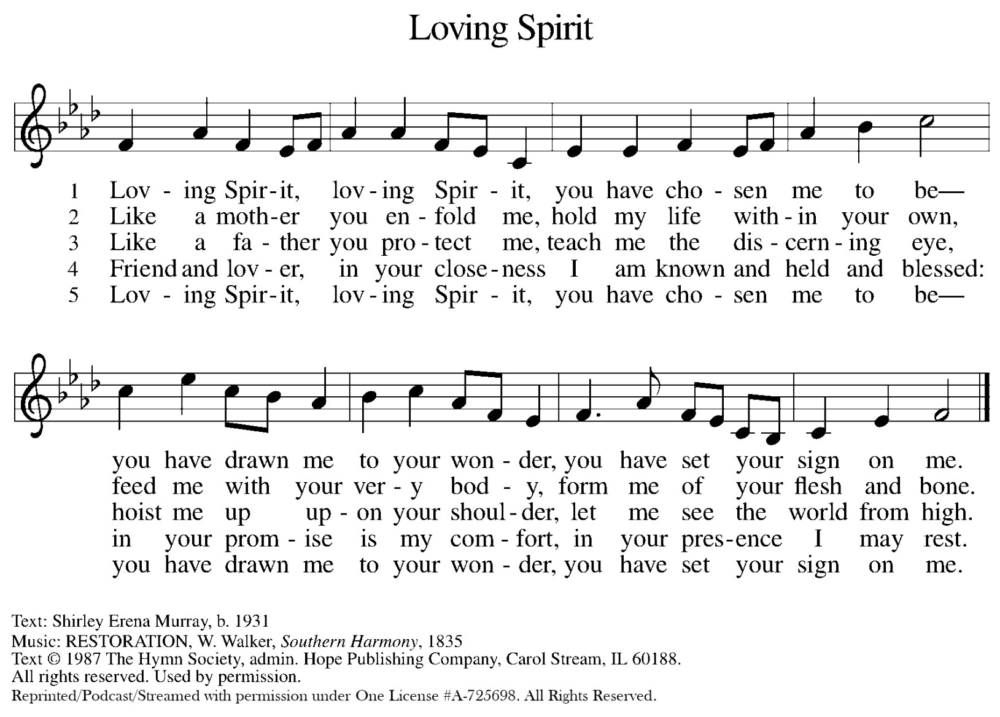 Loving Spirit
1 Lov - ing Spir - it, lov - ing Spir - it, you have cho - sen me to be—
2 Like a moth - er you en - fold me, hold my life with - in your own,
3 Like a fa - ther you pro - tect me, teach me the dis - cern - ing eye,
4 Friend and lov - er, in your close - ness I am known and held and blessed:
5 Lov - ing Spir - it, lov - ing Spir - it, you have cho - sen me to be—
you have drawn me to your won - der, you have set your sign on me.
feed me with your ver - y bod - y, form me of your flesh and bone.
hoist me up up - on your shoul - der, let me see the world from high.
in your prom - ise is my com - fort, in your pres - ence I may rest.
you have drawn me to your won - der, you have set your sign on me.
Text: Shirley Erena Murray, b. 1931
Music: RESTORATION, W. Walker, Southern Harmony, 1835
Text © 1987 The Hymn Society, admin. Hope Publishing Company, Carol Stream, IL 60188.
All rights reserved. Used by permission.
Reprinted/Podcast/Streamed with permission under One License #A-725698. All Rights Reserved.